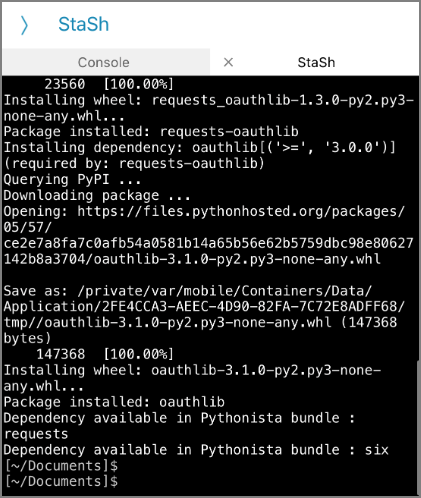 〉 StaSh
Console × StaSh
23560 [100.00%]
Installing wheel: requests_oauthlib-1.3.0-py2.py3-
none-any.whl...
Package installed: requests-oauthlib
Installing dependency: oauthlib[('>=', '3.0.0')]
(required by: requests-oauthlib)
Querying PyPI ...
Downloading package ...
Opening: https://files.pythonhosted.org/packages/
05/57/
ce2e7a8fa7c0afb54a0581b14a65b56e62b5759dbc98e80627
142b8a3704/oauthlib-3.1.0-py2.py3-none-any.whl
Save as: /private/var/mobile/Containers/Data/
Application/2FE4CCA3-AEEC-4D90-82FA-7C72E8ADFF68/
tmp//oauthlib-3.1.0-py2.py3-none-any.whl (147368
bytes)
147368 [100.00%]
Installing wheel: oauthlib-3.1.0-py2.py3-none-
any.whl...
Package installed: oauthlib
Dependency available in Pythonista bundle :
requests
Dependency available in Pythonista bundle : six
[~/Documents]$
[~/Documents]$